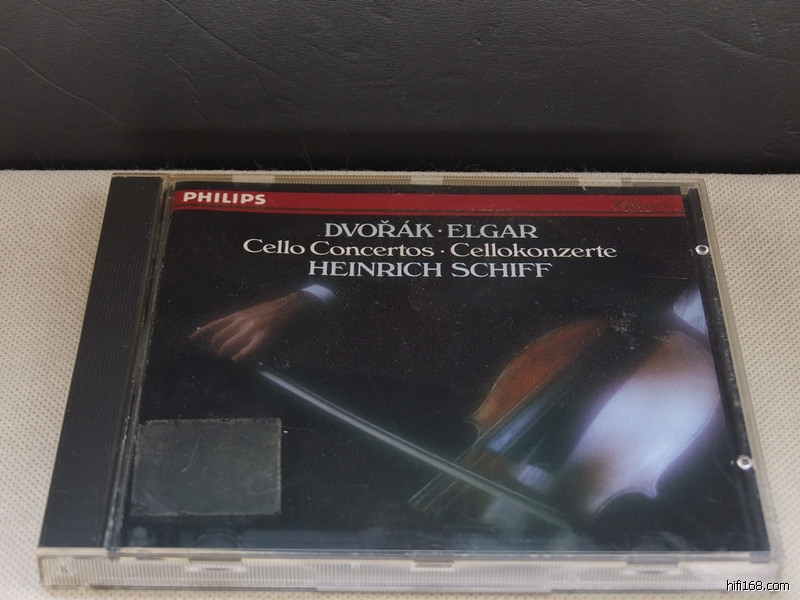 PHILIPS
DVOŘÁK · ELGAR
Cello Concertos · Cellokonzerte
HEINRICH SCHIFF
hifi168.com